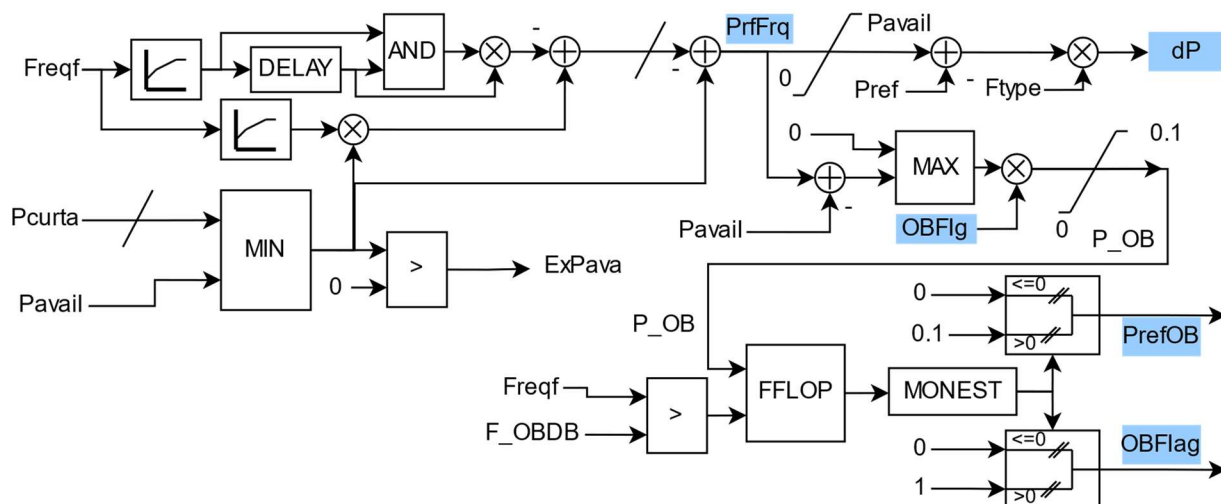 Freqf
DELAY
AND
-
-
PrfFrq
0
Pavail
Pref
-
Ftype
dP
Pcurta
Pavail
MIN
0
>
ExPava
0
Pavail
-
MAX
OBFlg
0
0.1
P_OB
P_OB
Freqf
F_OBDB
>
FFLOP
MONEST
0
0.1
<=0
>0
PrefOB
0
1
<=0
>0
OBFlag